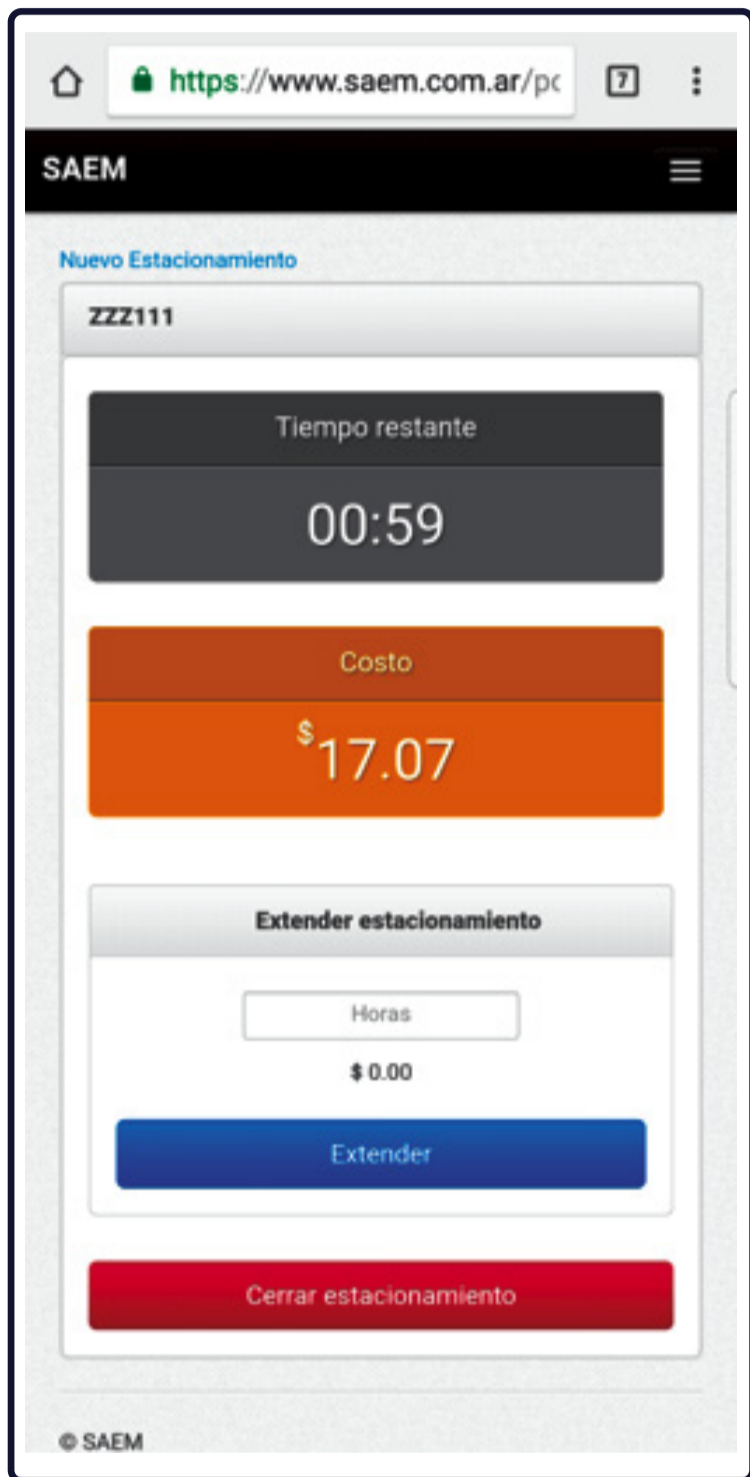 https://www.saem.com.ar/pc
7
SAEM
Nuevo Estacionamiento
ZZZ111
Tiempo restante
00:59
Costo
$17.07
Extender estacionamiento
Horas
$ 0.00
Extender
Cerrar estacionamiento
© SAEM